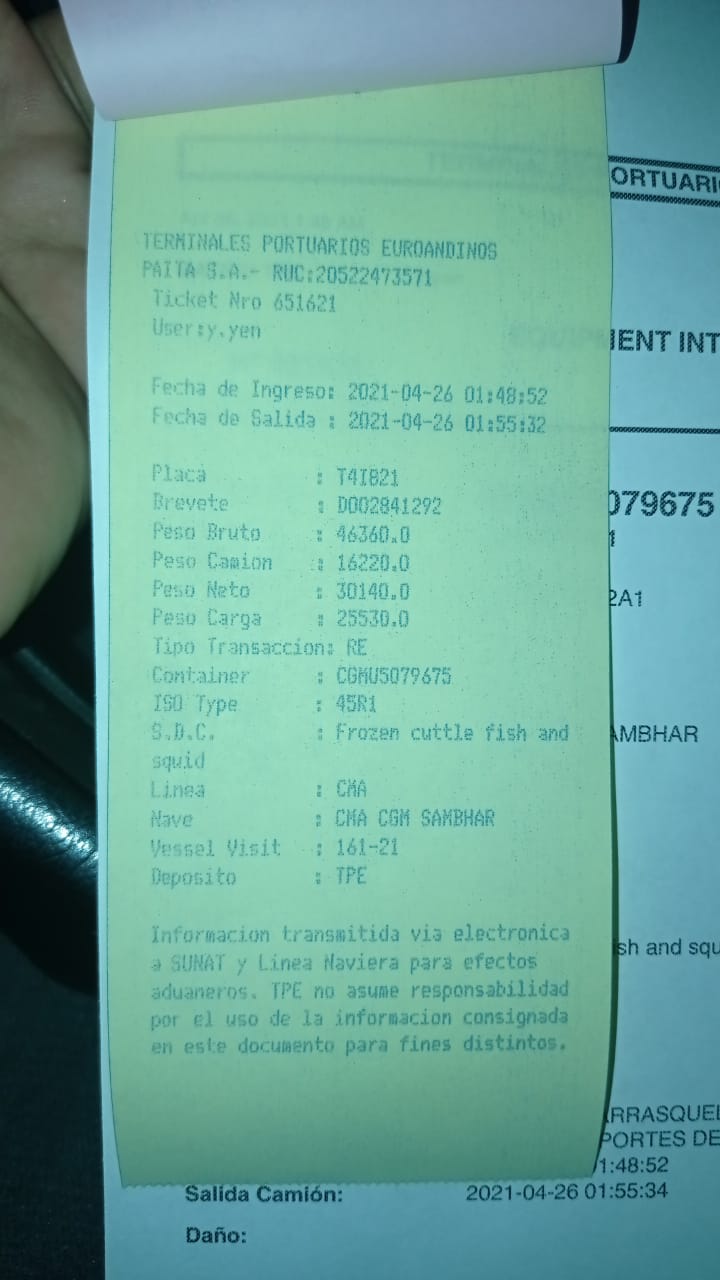 TERMINALES PORTUARIOS EUROANDINOS
PAITA S.A.- RUC:20522473571
Ticket Nro 651621
User:y.yen
Fecha de Ingreso: 2021-04-26 01:48:52
Fecha de Salida : 2021-04-26 01:55:32
Placa : T4I821
Brevete : D002841292
Peso Bruto : 46360.0
Peso Camion : 16220.0
Peso Neto : 30140.0
Peso Carga : 25530.0
Tipo Transaccion: RE
Container : CGMU5079675
ISO Type : 45R1
S.D.C. : Frozen cuttle fish and
squid
Linea : CMA
Nave : CMA CGM SAMBHAR
Vessel Visit : 161-21
Deposito : TPE
Informacion transmitida via electronica
a SUNAT y Linea Naviera para efectos
aduaneros. TPE no asume responsabilidad
por el uso de la informacion consignada
en este documento para fines distintos.
ORTUARI
ENT INT
079675
2A1
AMBHAR
sh and squ
RRASQUEL
PORTES DE
1:48:52
Salida Camión: 2021-04-26 01:55:34
Daño: